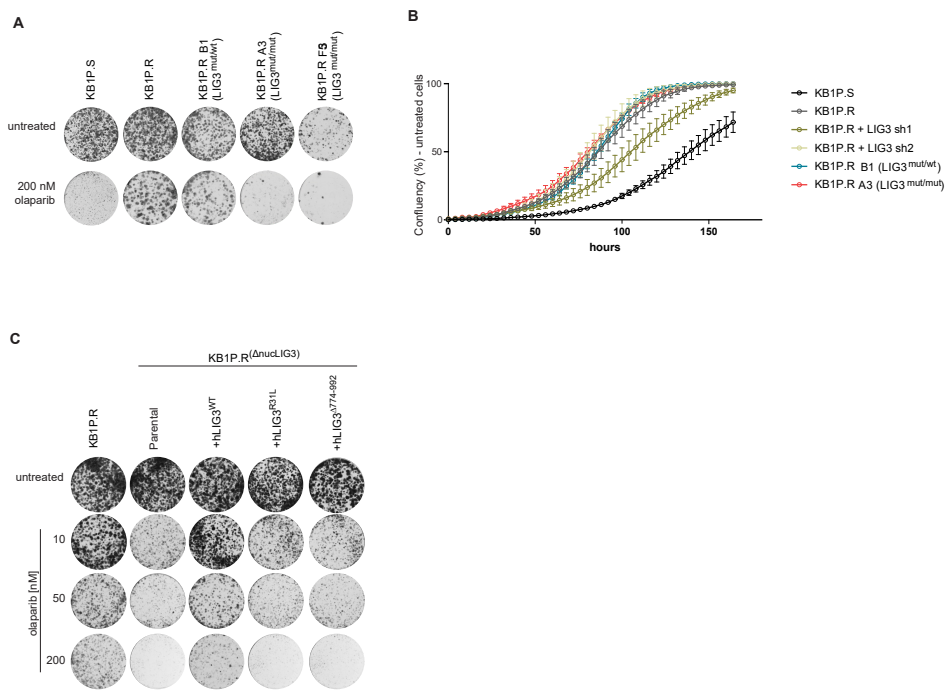 A
KB1P.S
KB1P.R
KB1P.R B1
(LIG3mut/wt)
KB1P.R A3
(LIG3mut/mut)
KB1P.R
(LIG3mut/mut)
untreated
200 nM
olaparib
B
Confluency (%) - untreated cells
100
50
0
0 50 100 150
hours
KB1P.S
KB1P.R
KB1P.R + LIG3 sh1
KB1P.R + LIG3 sh2
KB1P.R B1 (LIG3mut/wt)
KB1P.R A3 (LIG3mut/mut)
C
KB1P.R(ΔnucLIG3)
KB1P.R
Parental
+hLIG3WT
+hLIG3R31L
+hLIG3Δ774-992
untreated
olaparib [nM]
10
50
200